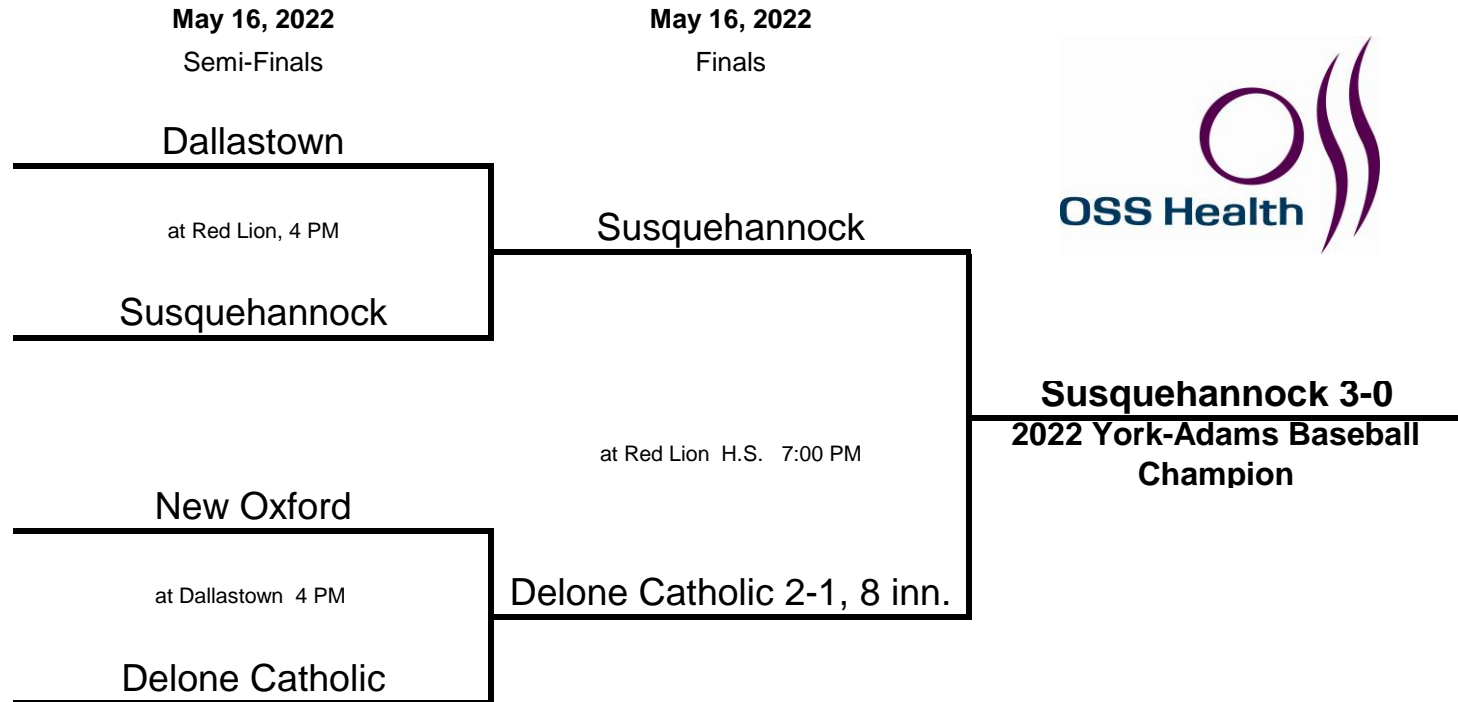 May 16, 2022
May 16, 2022
Semi-Finals
Finals
Dallastown
at Red Lion, 4 PM
Susquehannock
Susquehannock
OSS Health
Susquehannock 3-0
2022 York-Adams Baseball
Champion
at Red Lion H.S. 7:00 PM
New Oxford
at Dallastown 4 PM
Delone Catholic 2-1, 8 inn.
Delone Catholic